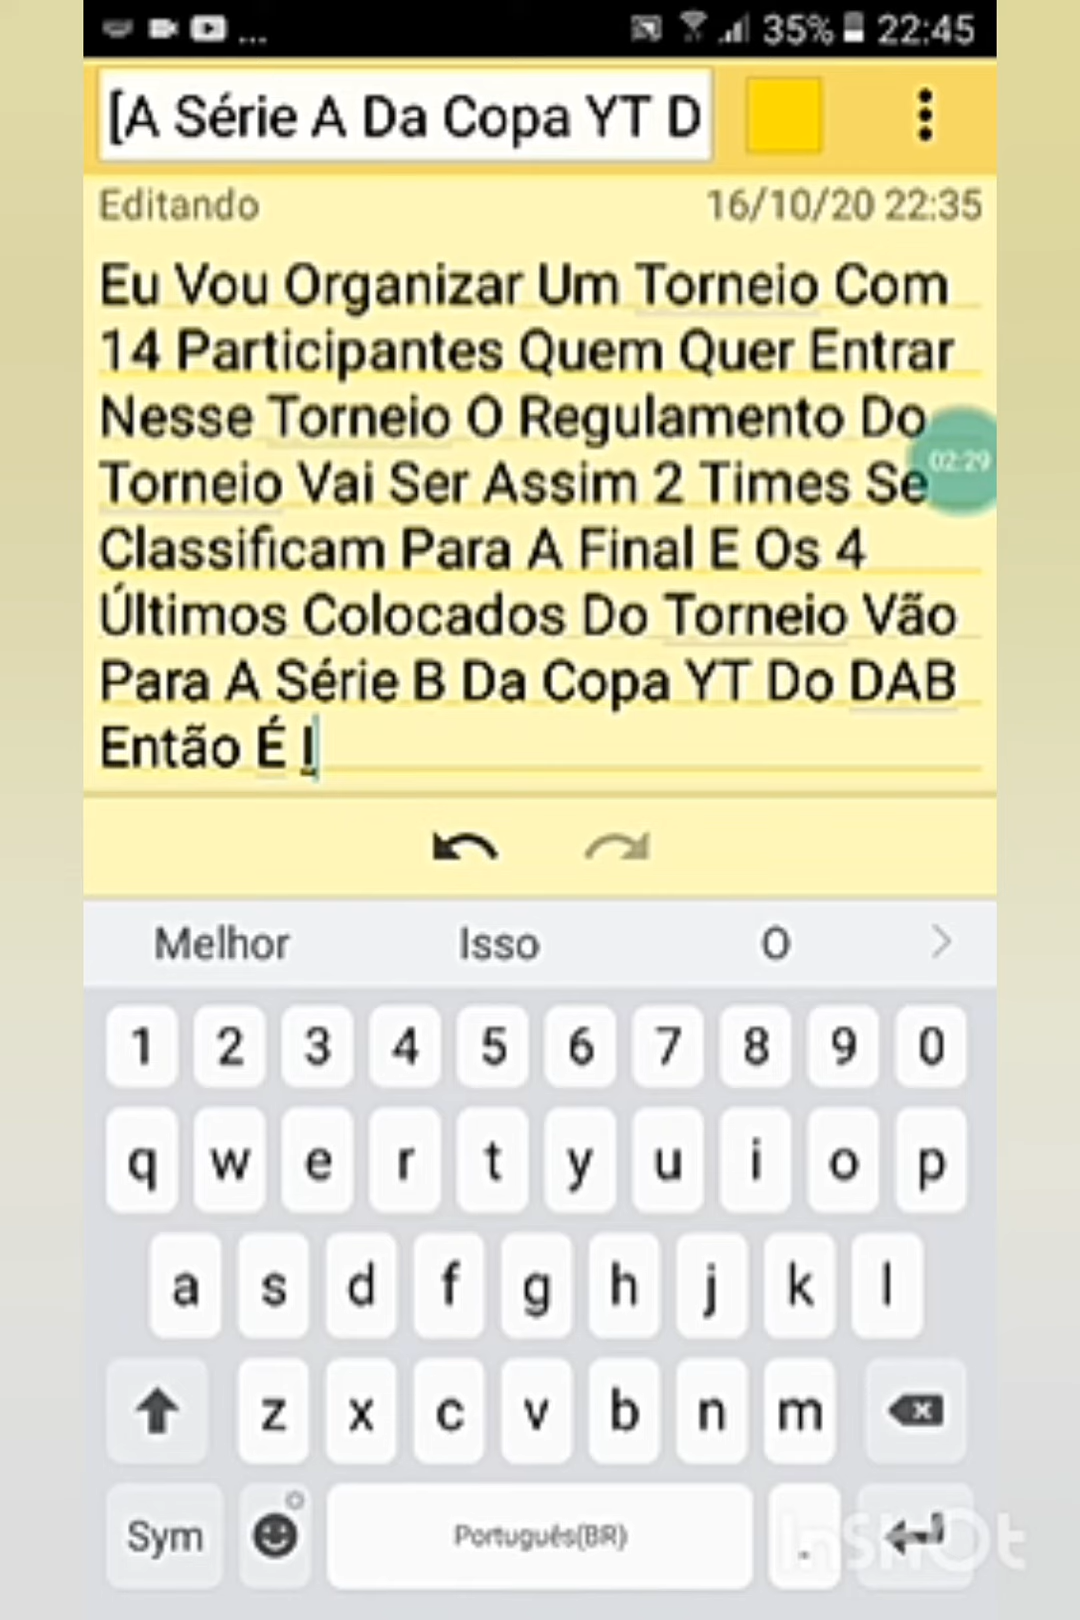 ... 35% 22:45
[A Série A Da Copa YT D
Editando 16/10/20 22:35
Eu Vou Organizar Um Torneio Com
14 Participantes Quem Quer Entrar
Nesse Torneio O Regulamento Do
Torneio Vai Ser Assim 2 Times Se
Classificam Para A Final E Os 4
Últimos Colocados Do Torneio Vão
Para A Série B Da Copa YT Do DAB
Então É I
02:29
Melhor Isso O
1 2 3 4 5 6 7 8 9 0
q w e r t y u i o p
a s d f g h j k l
z x c v b n m
Sym Português(BR) .
InShOt